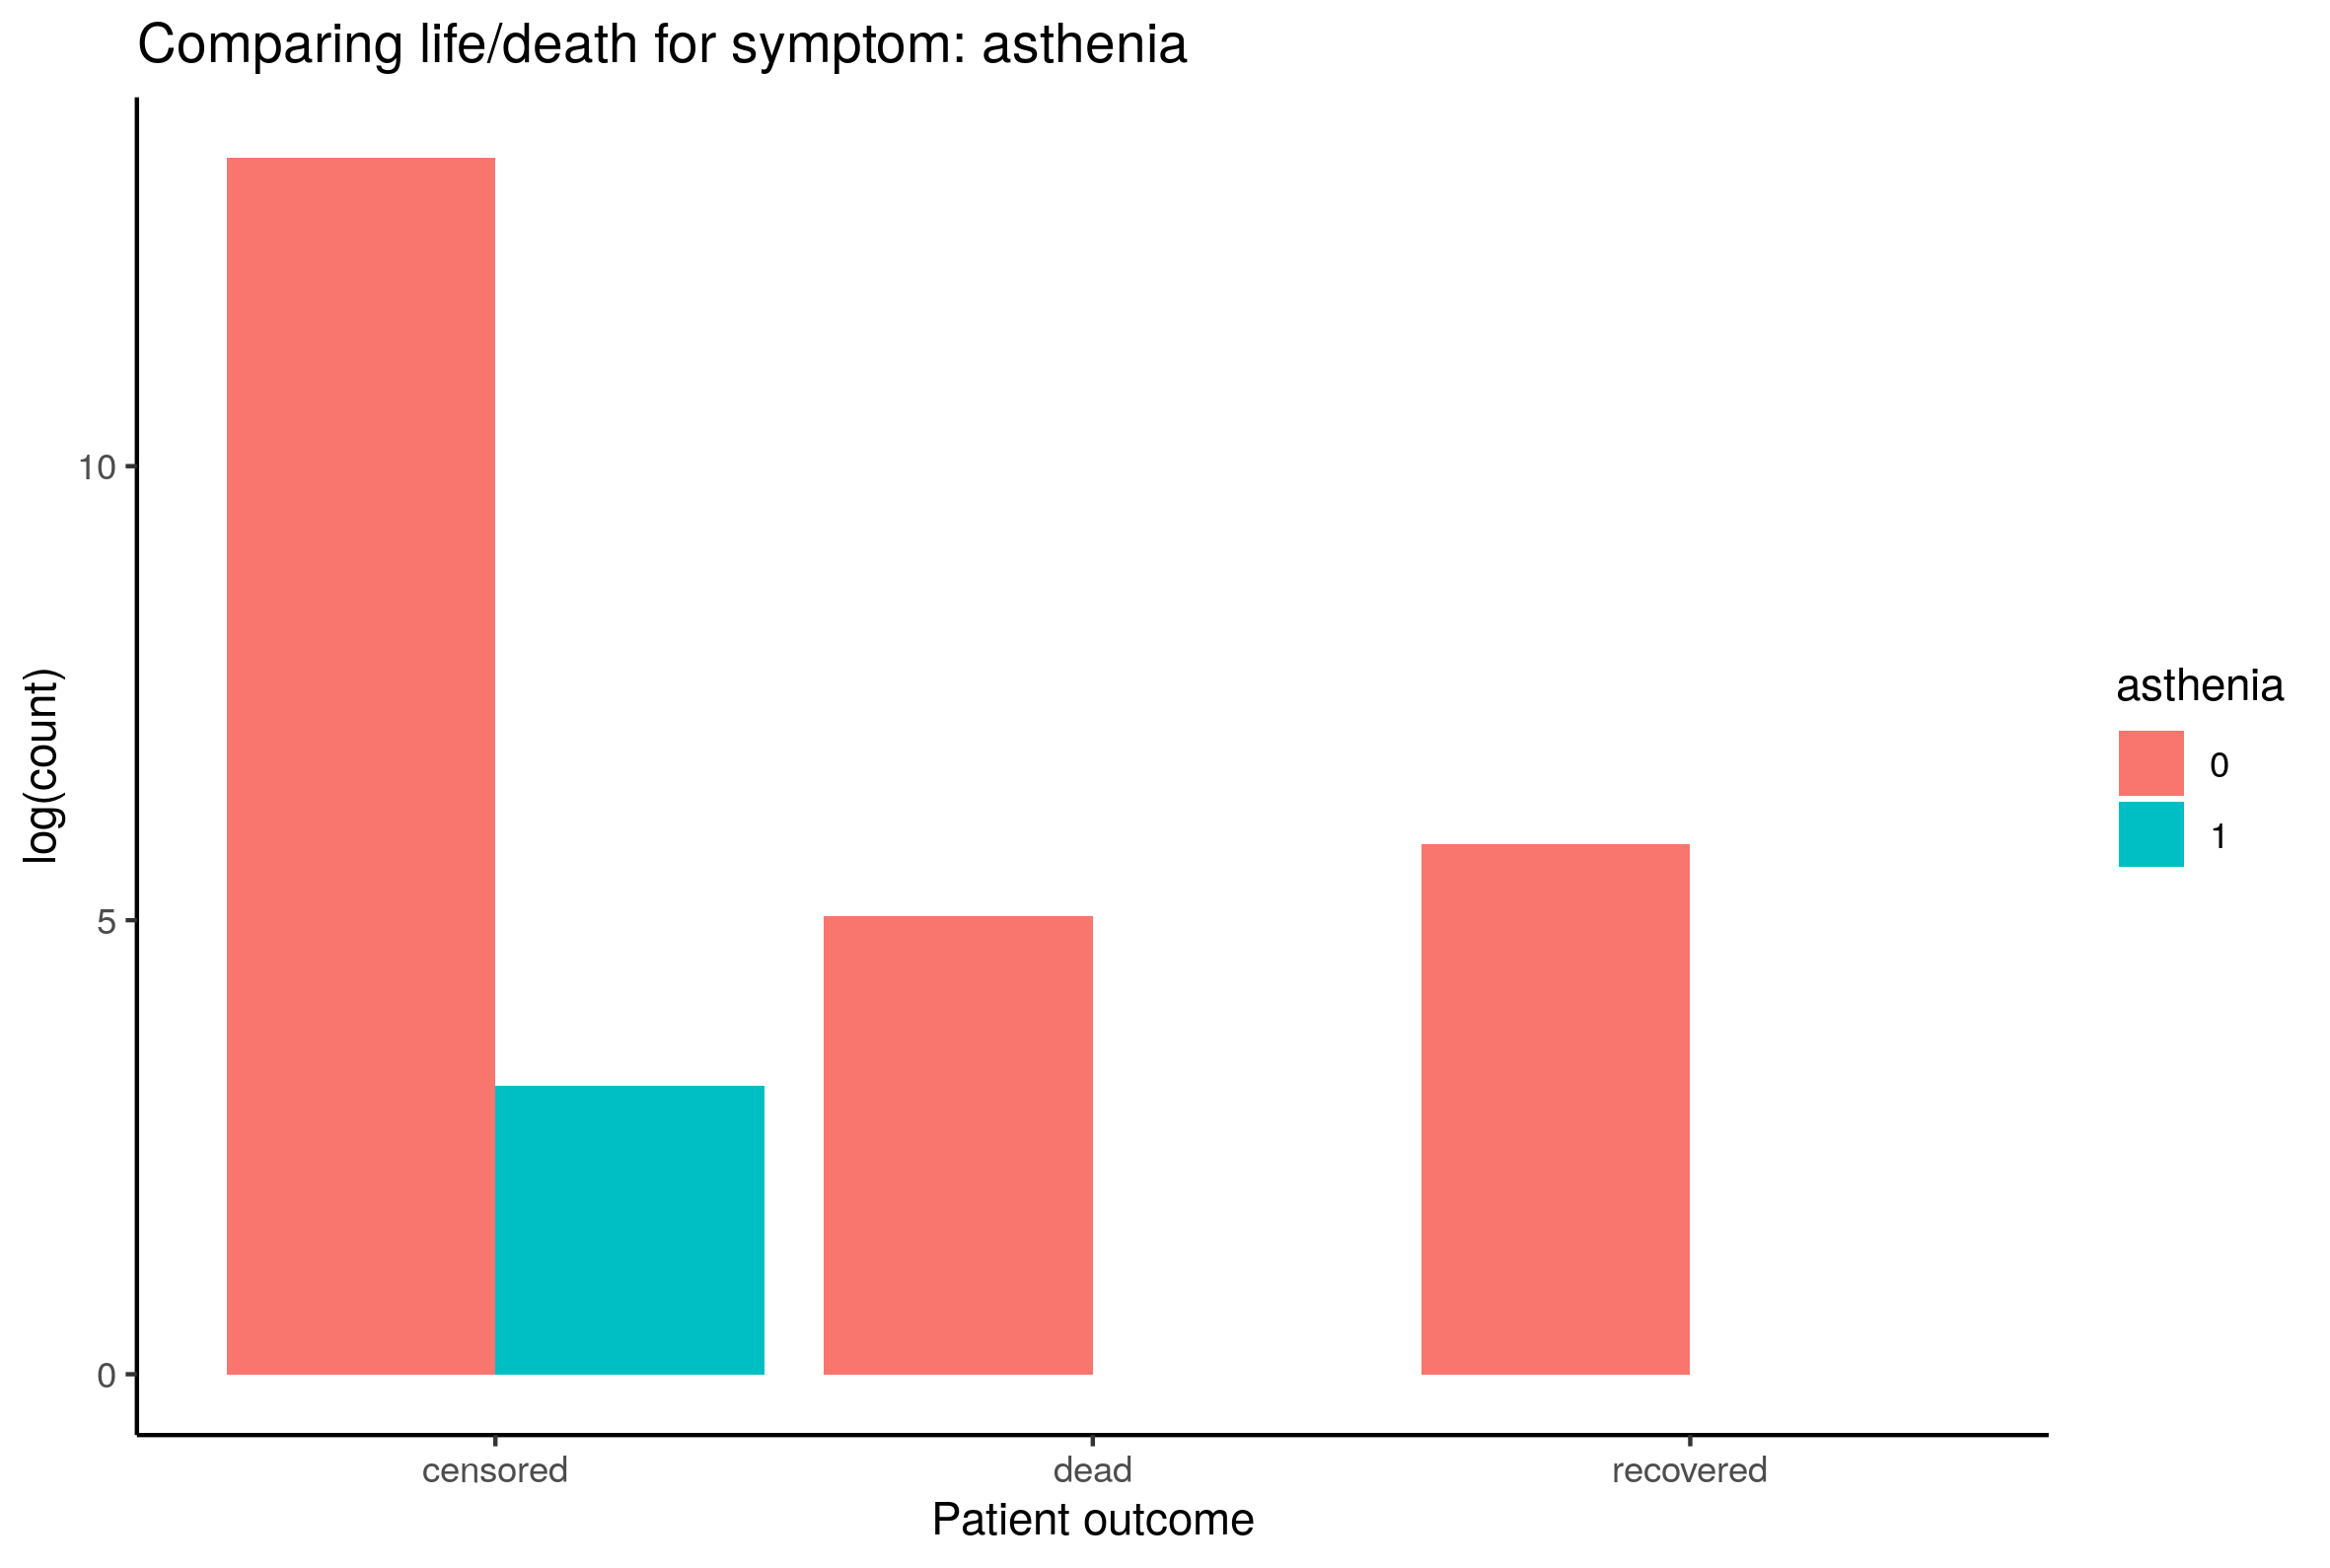 Comparing life/death for symptom: asthenia
log(count)
10
5
0
censored
dead
recovered
Patient outcome
asthenia
0
1